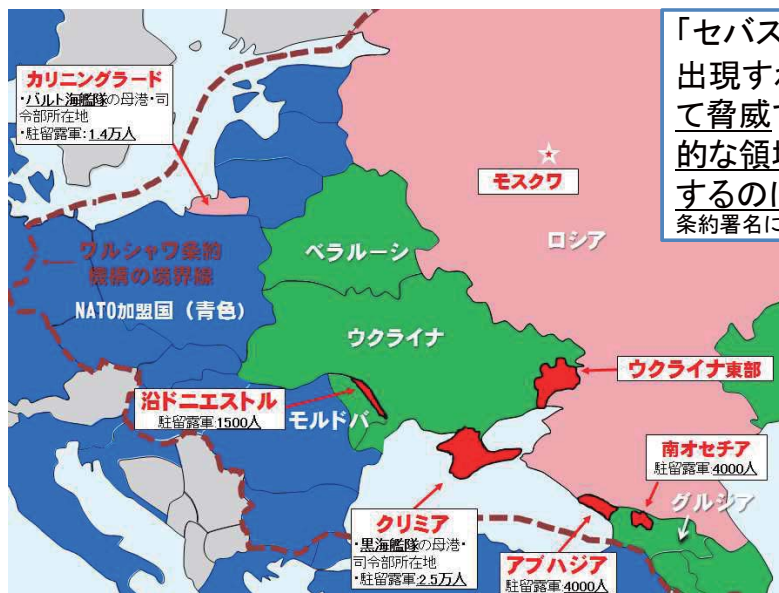 「セバス
出現すれ
て脅威
的な領域
するのに
条約署名に
カリニングラード
・バルト海艦隊の母港・司
令部所在地
・駐留露軍:1.4万人
モスクワ
ロシア
ベラルーシ
ワルシャワ条約
機構の境界線
NATO加盟国（青色）
ウクライナ
ウクライナ東部
沿ドニエストル
駐留露軍:1500人
モルドバ
南オセチア
駐留露軍:4000人
グルジア
クリミア
・黒海艦隊の母港・
司令部所在地
・駐留露軍:2.5万人
アブハジア
駐留露軍:4000人